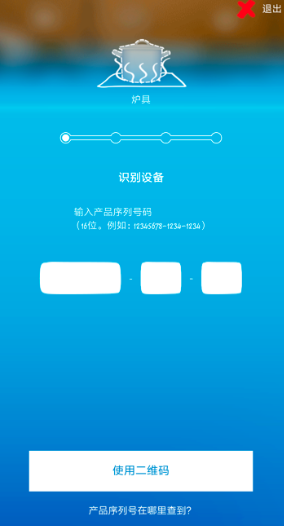 退出
炉具
识别设备
输入产品序列号码
（16位。例如：12345678-1234-1234）
- -
使用二维码
产品序列号在哪里查到?